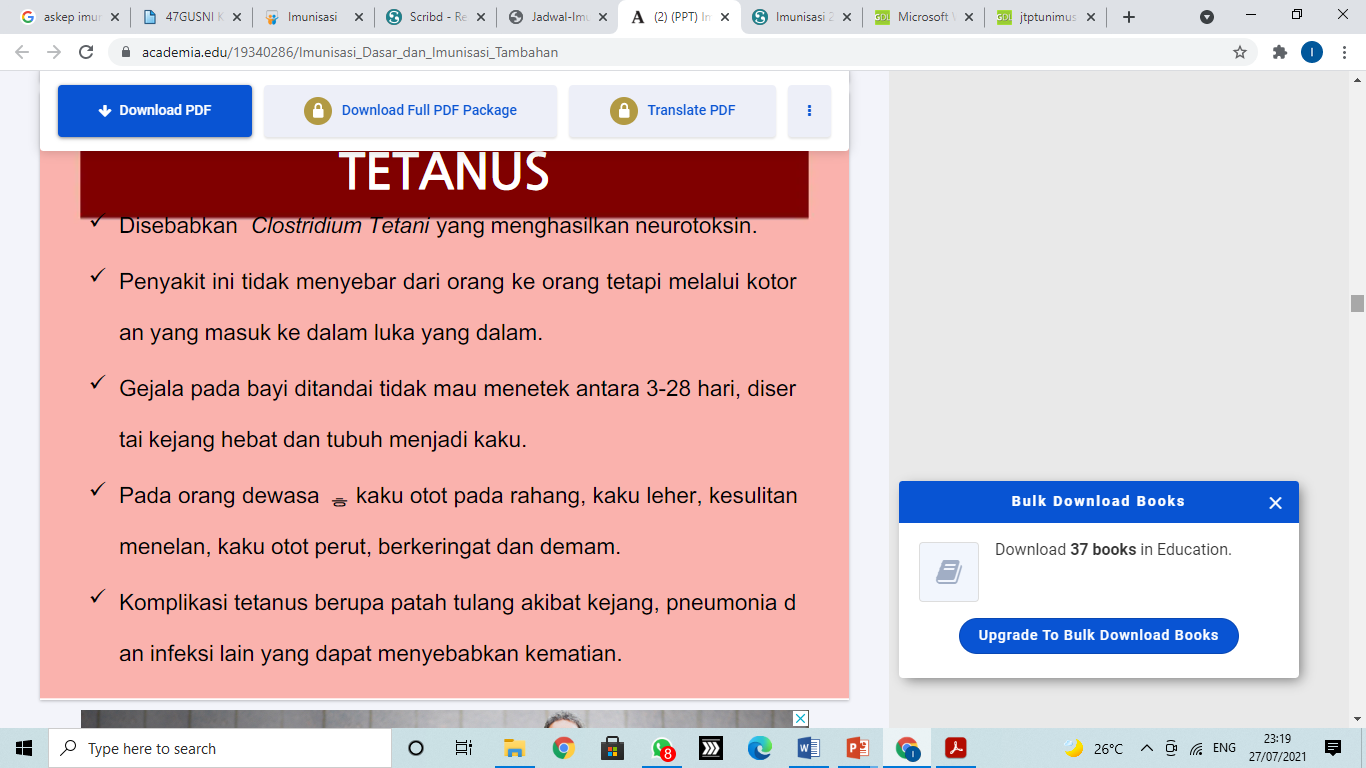 askep imun
47GUSNI K
Imunisasi
Scribd - Re
Jadwal-Imu
(2) (PPT) Im
Imunisasi 2
Microsoft W
jtptunimus
academia.edu/19340286/Imunisasi_Dasar_dan_Imunisasi_Tambahan
I
Download PDF
Download Full PDF Package
Translate PDF
TETANUS
Disebabkan Clostridium Tetani yang menghasilkan neurotoksin.
Penyakit ini tidak menyebar dari orang ke orang tetapi melalui kotor
an yang masuk ke dalam luka yang dalam.
Gejala pada bayi ditandai tidak mau menetek antara 3-28 hari, diser
tai kejang hebat dan tubuh menjadi kaku.
Pada orang dewasa kaku otot pada rahang, kaku leher, kesulitan
menelan, kaku otot perut, berkeringat dan demam.
Komplikasi tetanus berupa patah tulang akibat kejang, pneumonia d
an infeksi lain yang dapat menyebabkan kematian.
Bulk Download Books
Download 37 books in Education.
Upgrade To Bulk Download Books
Type here to search
8
26°C
ENG
23:19
27/07/2021